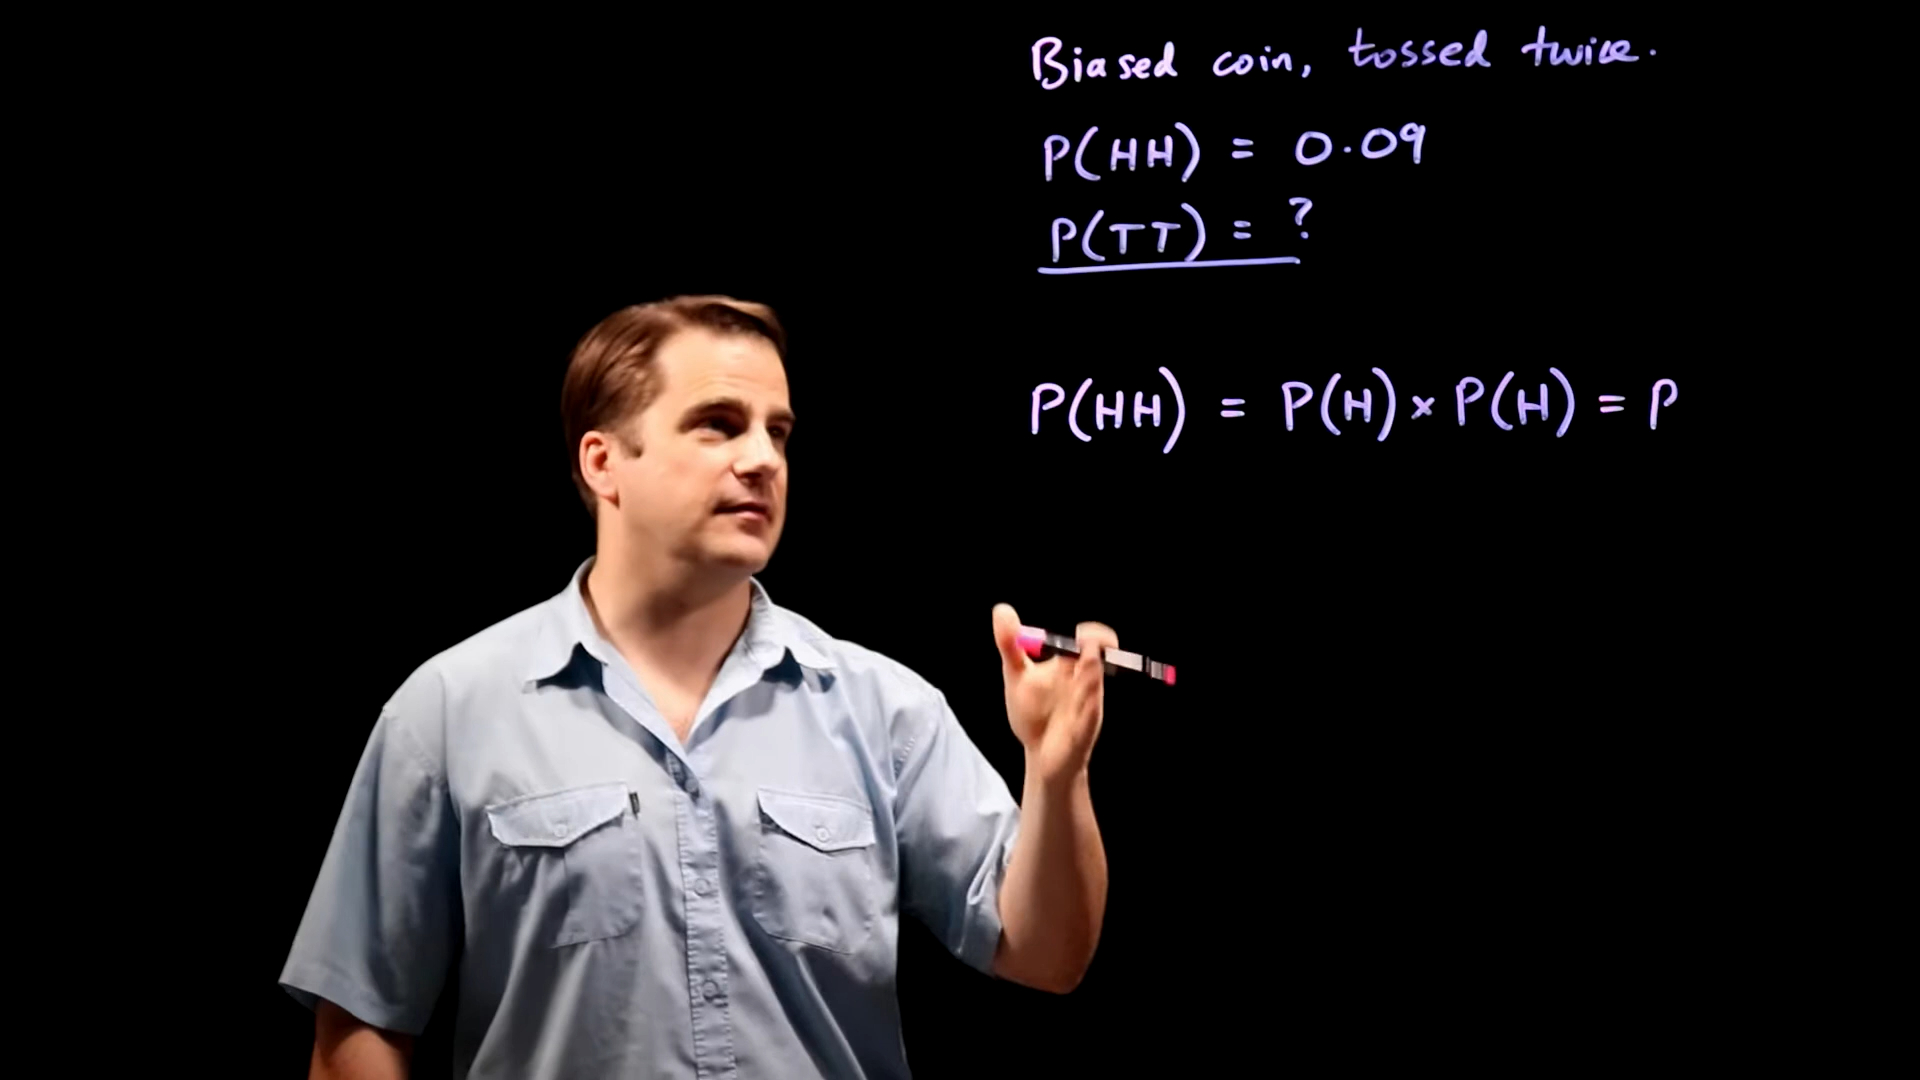 Biased coin, tossed twice.
P(HH) = 0.09
P(TT) = ?
P(HH) = P(H) × P(H) = P